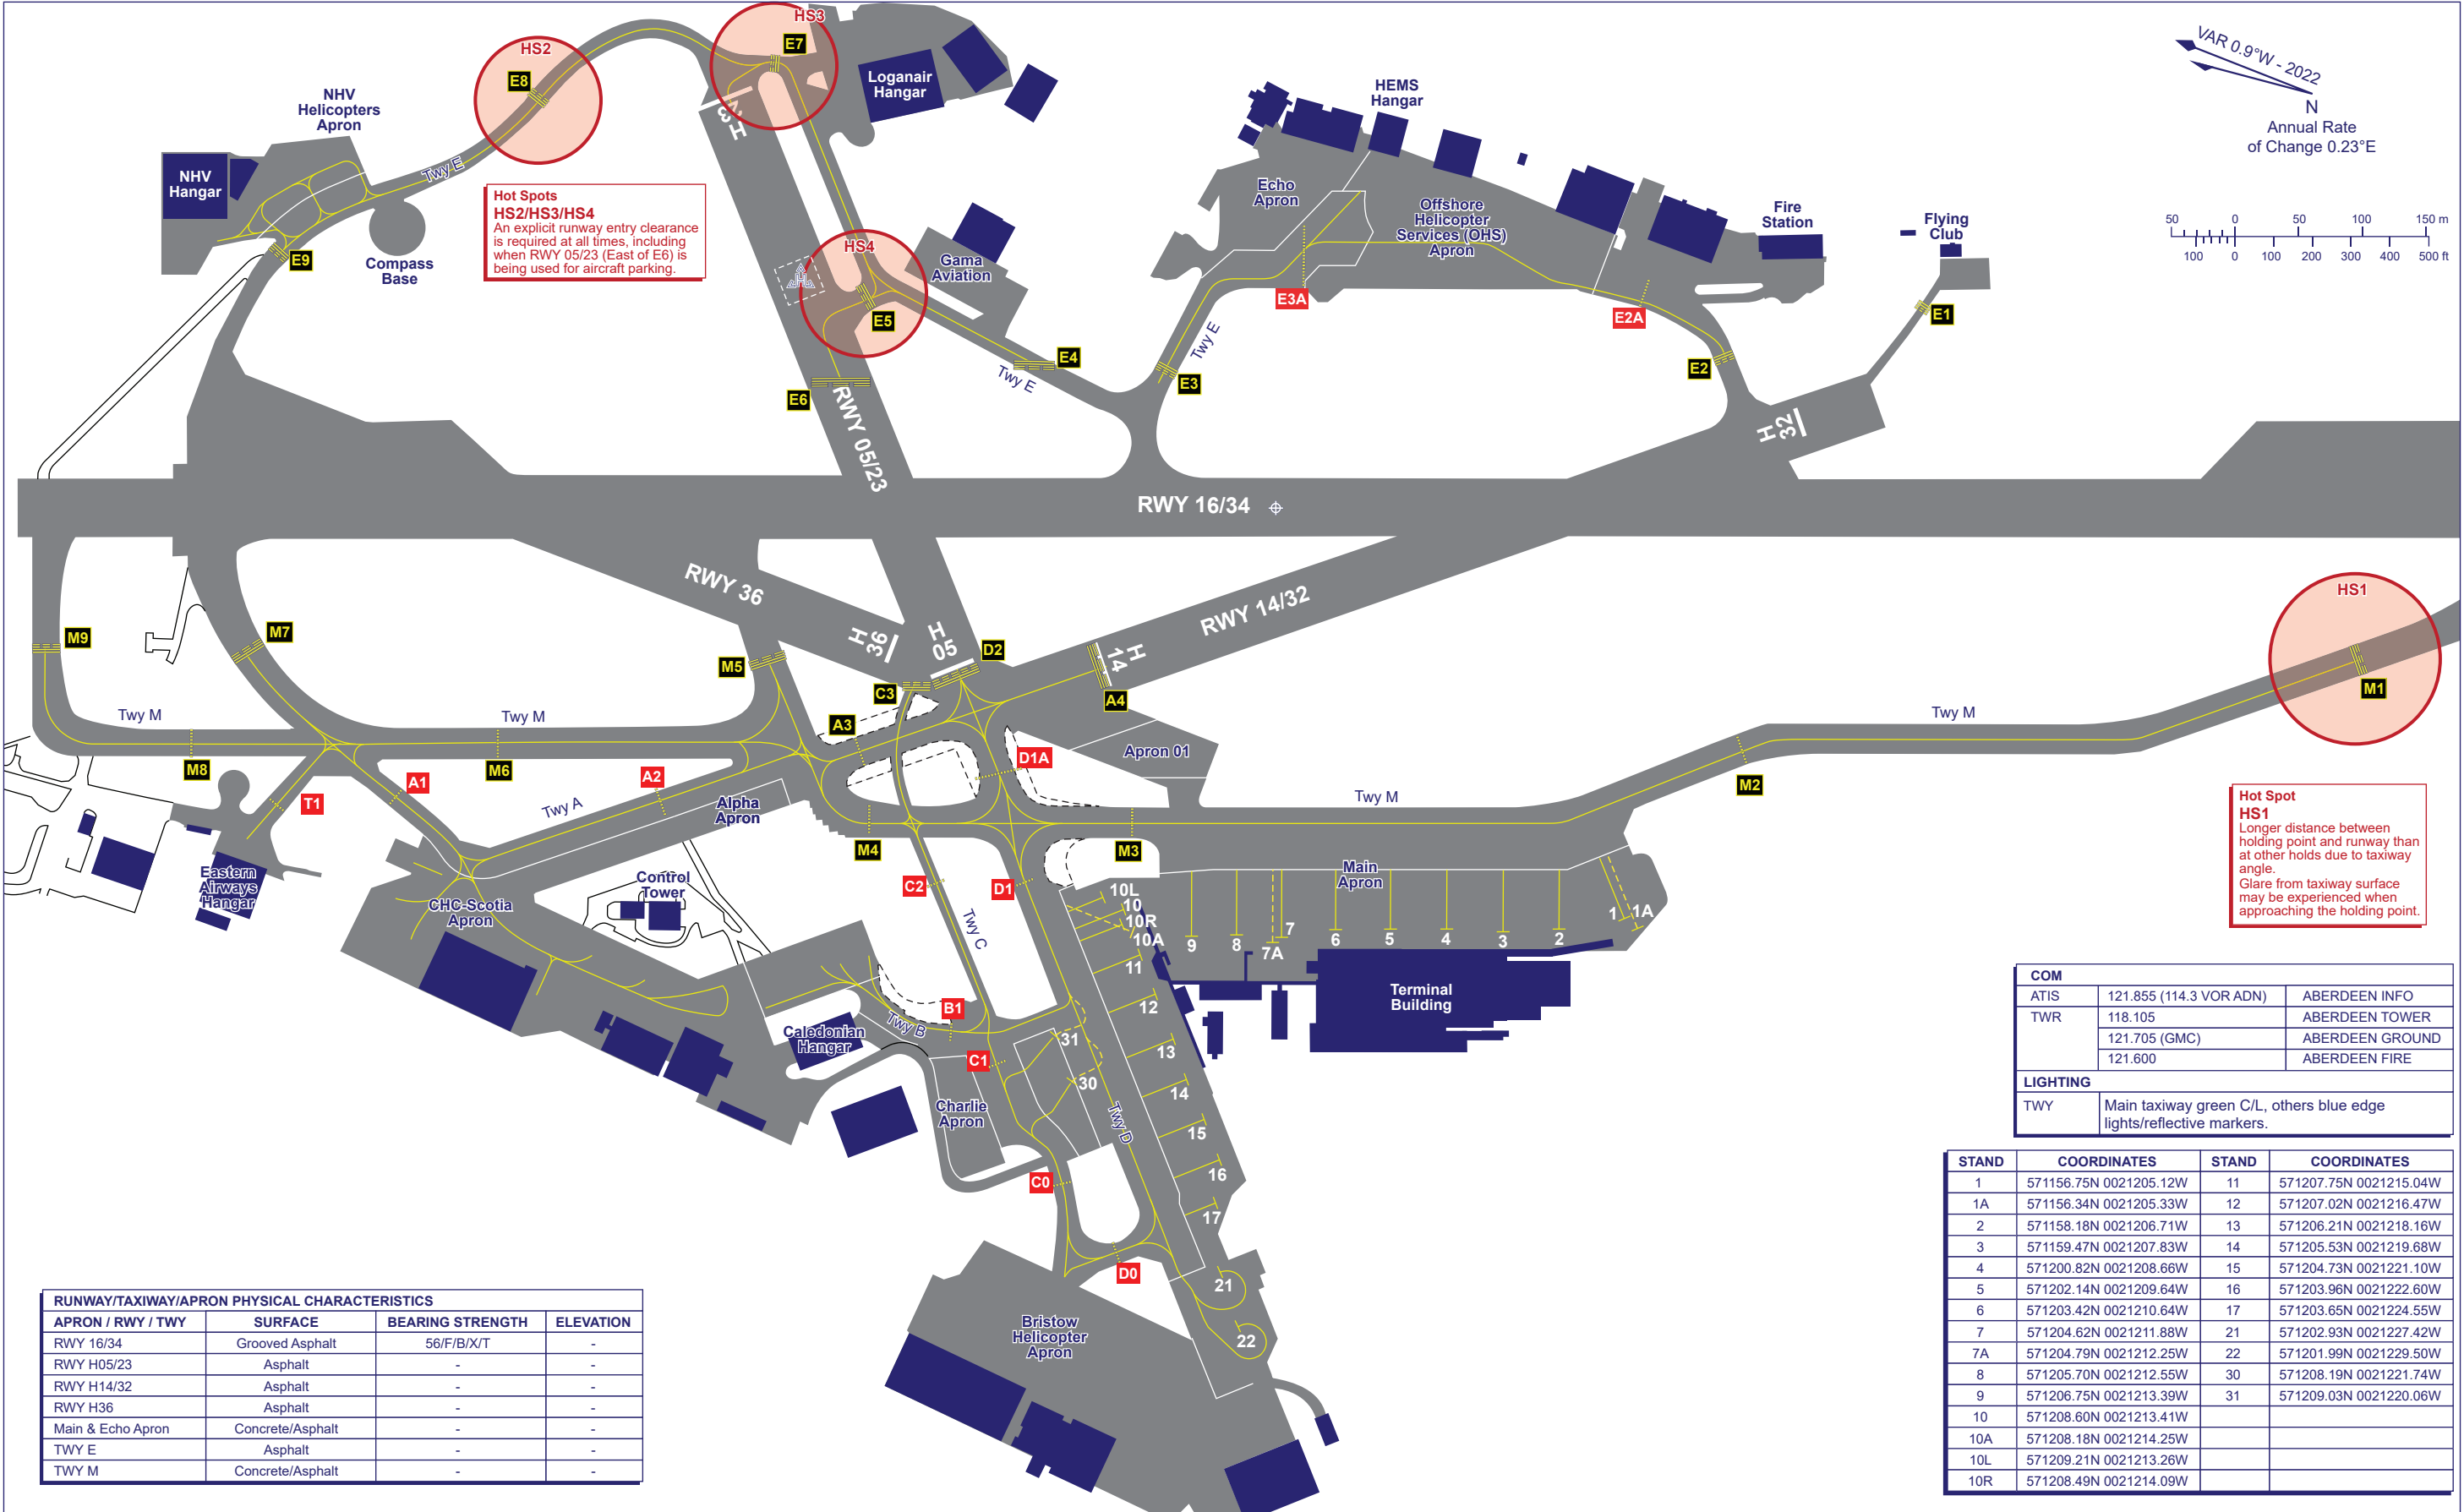 HS3
E7
HS2
E8
Loganair
Hangar
NHV
Helicopters
Apron
H
23
HEMS
Hangar
VAR 0.9°W - 2022
N
Annual Rate
of Change 0.23°E
NHV
Hangar
Twy E
Hot Spots
HS2/HS3/HS4
An explicit runway entry clearance
is required at all times, including
when RWY 05/23 (East of E6) is
being used for aircraft parking.
Echo
Apron
Offshore
Helicopter
Services (OHS)
Apron
Fire
Station
Flying
Club
50 0 50 100 150 m
100 0 100 200 300 400 500 ft
E9
Compass
Base
HS4
H
Gama
Aviation
E5
E3A
E2A
E1
Twy E
E4
E3
E2
Twy E
E6
RWY 05/23
H
32
RWY 16/34
RWY 36
RWY 14/32
HS1
H
36
H
05
D2
H
14
M9
M7
M5
C3
A4
M1
Twy M
Twy M
A3
Twy M
Apron 01
M8
M6
A2
D1A
M2
A1
T1
Twy A
Alpha
Apron
Twy M
M4
M3
Hot Spot
HS1
Longer distance between
holding point and runway than
at other holds due to taxiway
angle.
Glare from taxiway surface
may be experienced when
approaching the holding point.
Eastern
Airways
Hangar
CHC-Scotia
Apron
Control
Tower
C2
D1
Twy C
Main
Apron
10L
10
10R
10A
11
9
8
7A
7
6
5
4
3
2
1
1A
12
13
14
15
16
17
21
22
Terminal
Building
B1
Twy B
Caledonian
Hangar
C1
31
30
Charlie
Apron
Twy D
C0
D0
Bristow
Helicopter
Apron
COM
ATIS 121.855 (114.3 VOR ADN) ABERDEEN INFO
TWR 118.105 ABERDEEN TOWER
121.705 (GMC) ABERDEEN GROUND
121.600 ABERDEEN FIRE
LIGHTING
TWY Main taxiway green C/L, others blue edge
lights/reflective markers.
STAND COORDINATES STAND COORDINATES
1 571156.75N 0021205.12W 11 571207.75N 0021215.04W
1A 571156.34N 0021205.33W 12 571207.02N 0021216.47W
2 571158.18N 0021206.71W 13 571206.21N 0021218.16W
3 571159.47N 0021207.83W 14 571205.53N 0021219.68W
4 571200.82N 0021208.66W 15 571204.73N 0021221.10W
5 571202.14N 0021209.64W 16 571203.96N 0021222.60W
6 571203.42N 0021210.64W 17 571203.65N 0021224.55W
7 571204.62N 0021211.88W 21 571202.93N 0021227.42W
7A 571204.79N 0021212.25W 22 571201.99N 0021229.50W
8 571205.70N 0021212.55W 30 571208.19N 0021221.74W
9 571206.75N 0021213.39W 31 571209.03N 0021220.06W
10 571208.60N 0021213.41W
10A 571208.18N 0021214.25W
10L 571209.21N 0021213.26W
10R 571208.49N 0021214.09W
RUNWAY/TAXIWAY/APRON PHYSICAL CHARACTERISTICS
APRON / RWY / TWY SURFACE BEARING STRENGTH ELEVATION
RWY 16/34 Grooved Asphalt 56/F/B/X/T -
RWY H05/23 Asphalt - -
RWY H14/32 Asphalt - -
RWY H36 Asphalt - -
Main & Echo Apron Concrete/Asphalt - -
TWY E Asphalt - -
TWY M Concrete/Asphalt - -